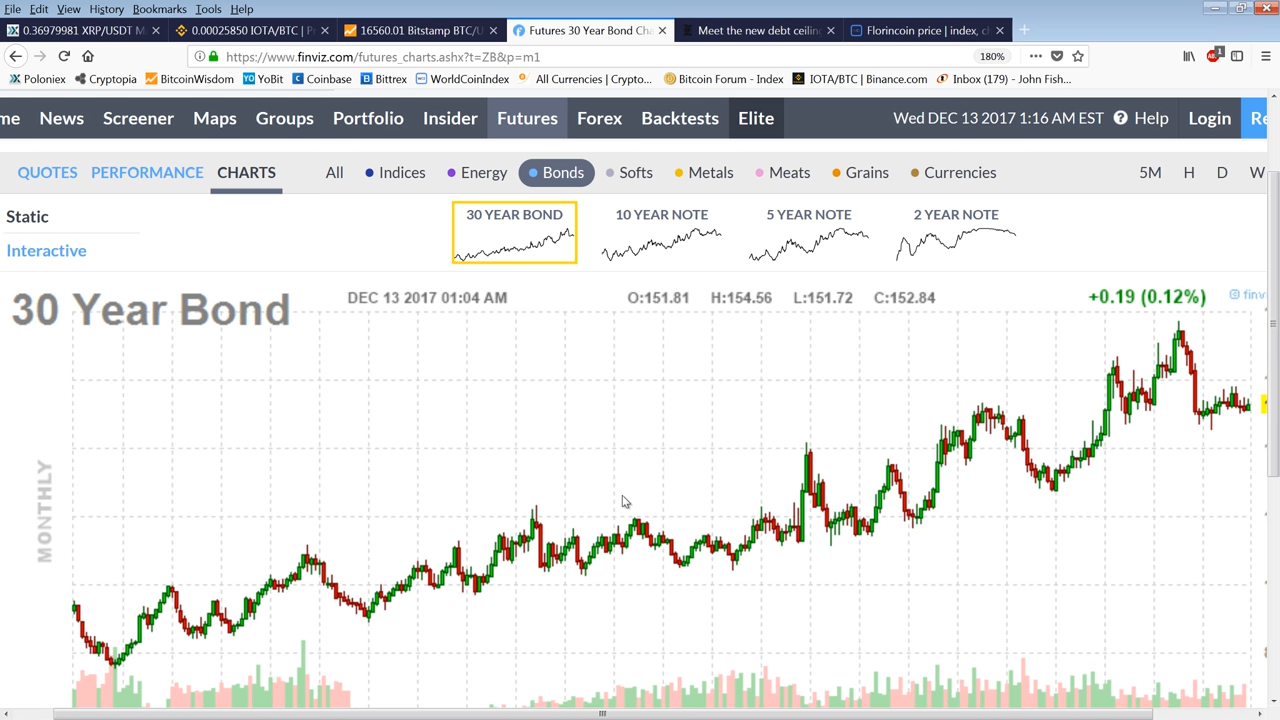 File Edit View History Bookmarks Tools Help
0.36979981 XRP/USDT M 0.00025850 IOTA/BTC | P 16560.01 Bitstamp BTC/U Futures 30 Year Bond Cha Meet the new debt ceiling Florincoin price | index, c
https://www.finviz.com/futures_charts.ashx?t=ZB&p=m1 180% 1
Poloniex Cryptopia BitcoinWisdom YoBit Coinbase Bittrex WorldCoinIndex All Currencies | Crypto... Bitcoin Forum - Index IOTA/BTC | Binance.com Inbox (179) - John Fish...
me News Screener Maps Groups Portfolio Insider Futures Forex Backtests Elite Wed DEC 13 2017 1:16 AM EST Help Login Re
QUOTES PERFORMANCE CHARTS All Indices Energy Bonds Softs Metals Meats Grains Currencies 5M H D W
Static
Interactive
30 YEAR BOND 10 YEAR NOTE 5 YEAR NOTE 2 YEAR NOTE
30 Year Bond DEC 13 2017 01:04 AM O:151.81 H:154.56 L:151.72 C:152.84 +0.19 (0.12%) finv
MONTHLY